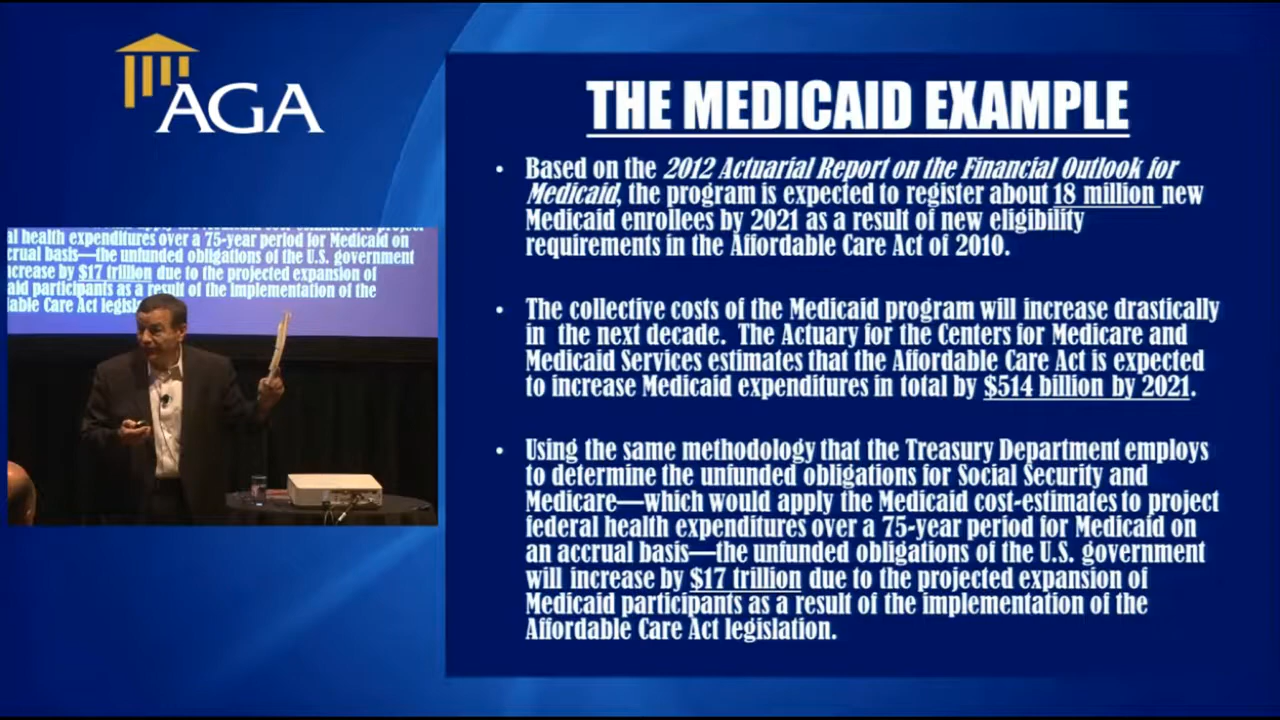 AGA
THE MEDICAID EXAMPLE
• Based on the 2012 Actuarial Report on the Financial Outlook for
Medicaid, the program is expected to register about 18 million new
Medicaid enrollees by 2021 as a result of new eligibility
requirements in the Affordable Care Act of 2010.
• The collective costs of the Medicaid program will increase drastically
in the next decade. The Actuary for the Centers for Medicare and
Medicaid Services estimates that the Affordable Care Act is expected
to increase Medicaid expenditures in total by $514 billion by 2021.
• Using the same methodology that the Treasury Department employs
to determine the unfunded obligations for Social Security and
Medicare—which would apply the Medicaid cost-estimates to project
federal health expenditures over a 75-year period for Medicaid on
an accrual basis—the unfunded obligations of the U.S. government
will increase by $17 trillion due to the projected expansion of
Medicaid participants as a result of the implementation of the
Affordable Care Act legislation.
al health expenditures over a 75-year period for Medicaid on
crual basis—the unfunded obligations of the U.S. government
ncrease by $17 trillion due to the projected expansion of
aid participants as a result of the implementation of the
dable Care Act legisl